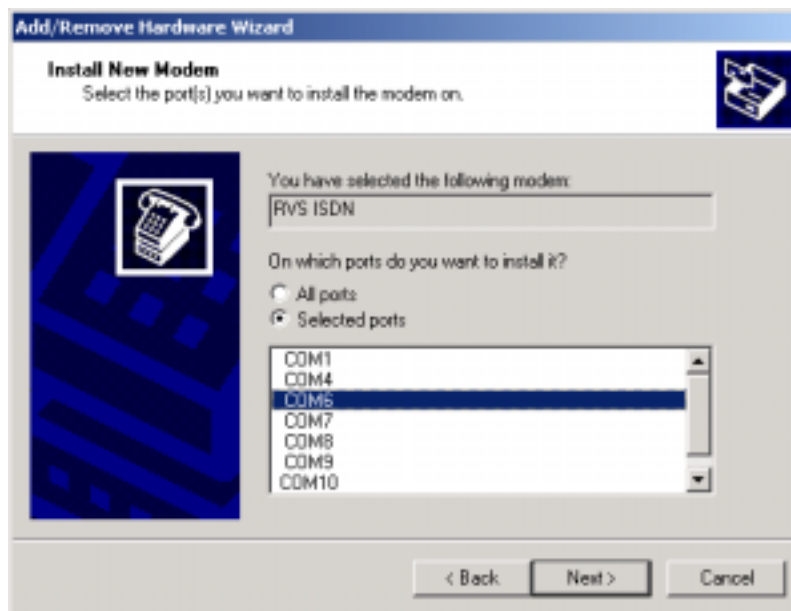 Add/Remove Hardware Wizard
Install New Modem
Select the port(s) you want to install the modem on.
You have selected the following modem:
RVS ISDN
On which ports do you want to install it?
All ports
Selected ports
COM1
COM4
COM6
COM7
COM8
COM9
COM10
< Back
Next >
Cancel